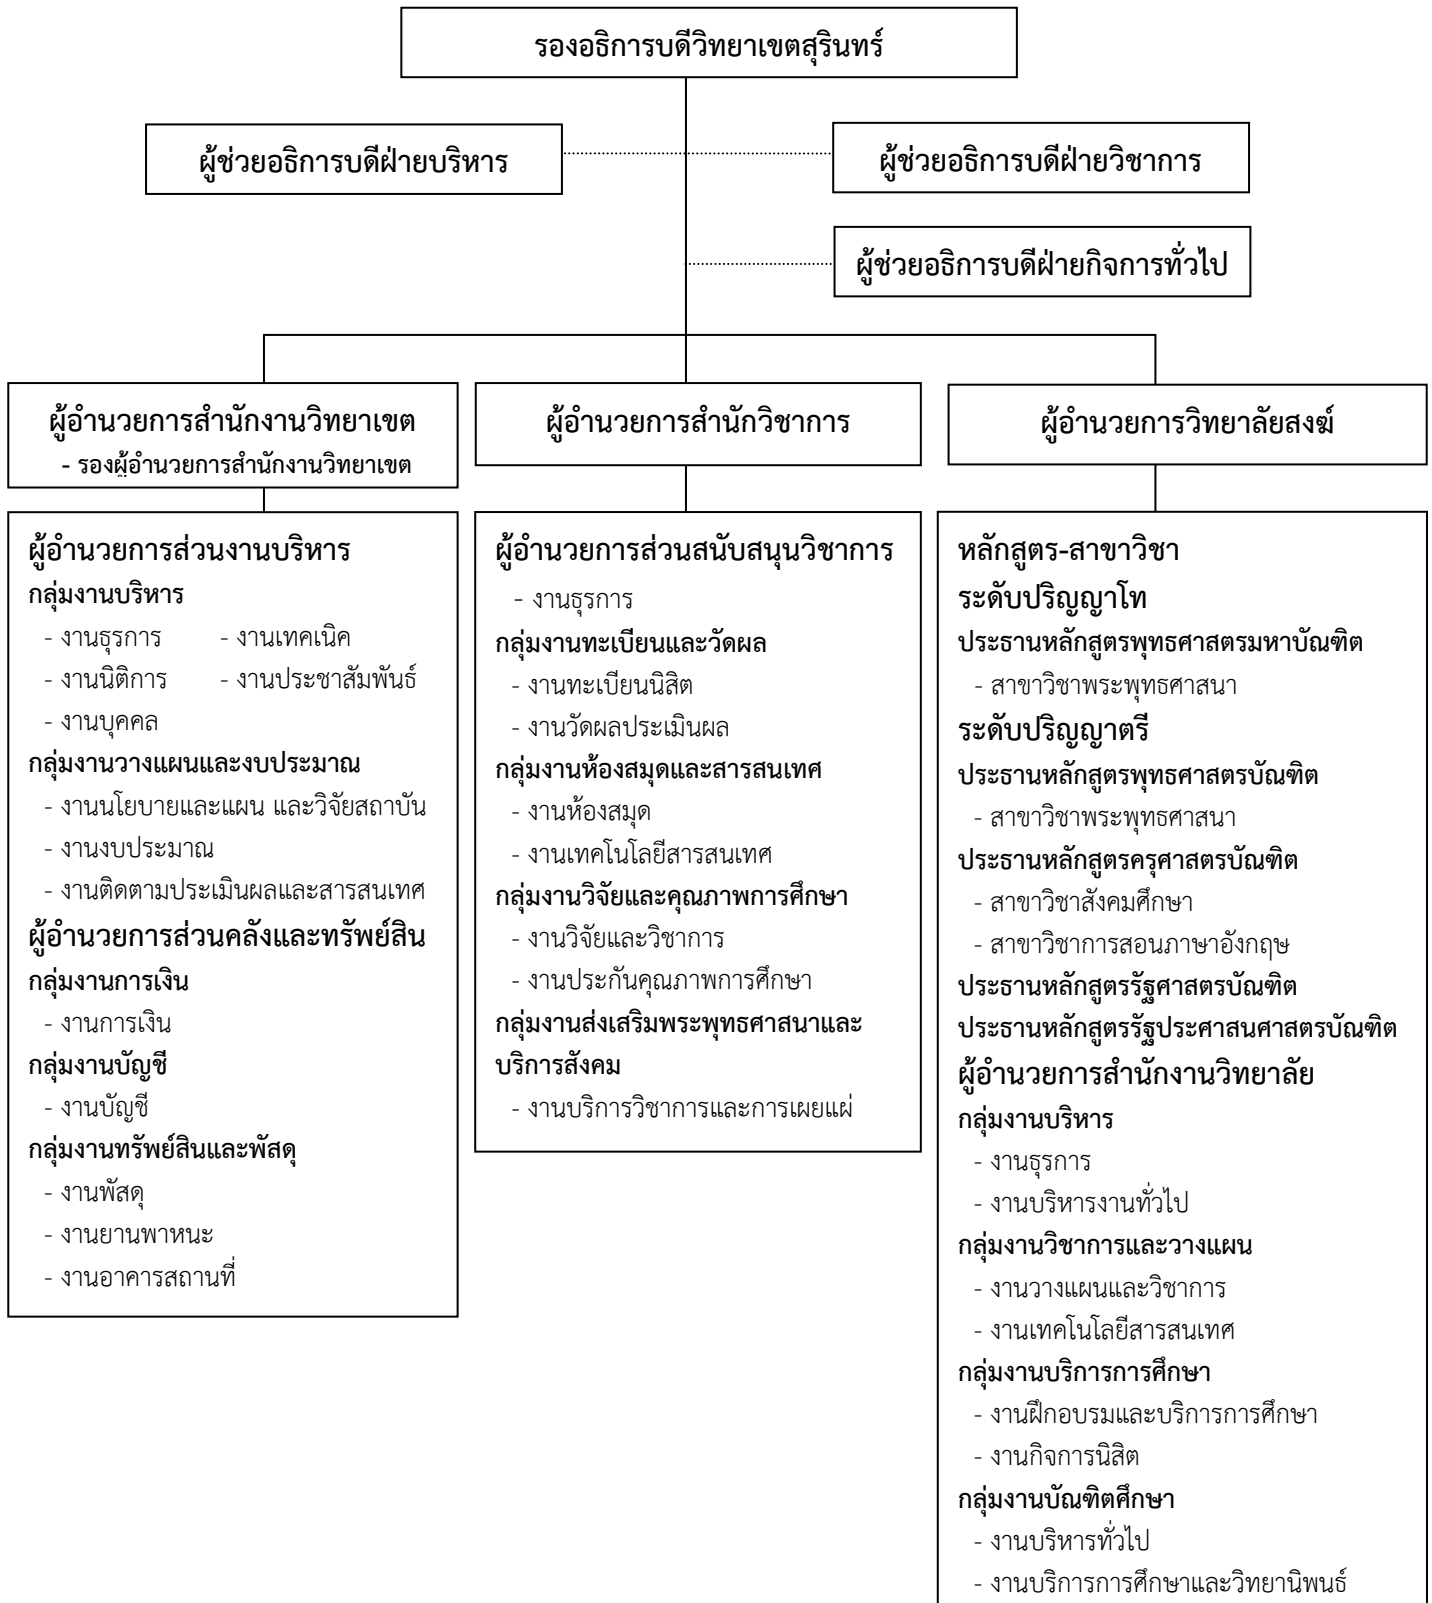 รองอธิการบดีวิทยาเขตสุรินทร์
ผู้ช่วยอธิการบดีฝ่ายบริหาร
ผู้ช่วยอธิการบดีฝ่ายวิชาการ
ผู้ช่วยอธิการบดีฝ่ายกิจการทั่วไป
ผู้อำนวยการสำนักงานวิทยาเขต
- รองผู้อำนวยการสำนักงานวิทยาเขต
ผู้อำนวยการส่วนงานบริหาร
กลุ่มงานบริหาร
- งานธุรการ - งานเทคเนิค
- งานนิติการ - งานประชาสัมพันธ์
- งานบุคคล
กลุ่มงานวางแผนและงบประมาณ
- งานนโยบายและแผน และวิจัยสถาบัน
- งานงบประมาณ
- งานติดตามประเมินผลและสารสนเทศ
ผู้อำนวยการส่วนคลังและทรัพย์สิน
กลุ่มงานการเงิน
- งานการเงิน
กลุ่มงานบัญชี
- งานบัญชี
กลุ่มงานทรัพย์สินและพัสดุ
- งานพัสดุ
- งานยานพาหนะ
- งานอาคารสถานที่
ผู้อำนวยการสำนักวิชาการ
ผู้อำนวยการส่วนสนับสนุนวิชาการ
- งานธุรการ
กลุ่มงานทะเบียนและวัดผล
- งานทะเบียนนิสิต
- งานวัดผลประเมินผล
กลุ่มงานห้องสมุดและสารสนเทศ
- งานห้องสมุด
- งานเทคโนโลยีสารสนเทศ
กลุ่มงานวิจัยและคุณภาพการศึกษา
- งานวิจัยและวิชาการ
- งานประกันคุณภาพการศึกษา
กลุ่มงานส่งเสริมพระพุทธศาสนาและ
บริการสังคม
- งานบริการวิชาการและการเผยแผ่
ผู้อำนวยการวิทยาลัยสงฆ์
หลักสูตร-สาขาวิชา
ระดับปริญญาโท
ประธานหลักสูตรพุทธศาสตรมหาบัณฑิต
- สาขาวิชาพระพุทธศาสนา
ระดับปริญญาตรี
ประธานหลักสูตรพุทธศาสตรบัณฑิต
- สาขาวิชาพระพุทธศาสนา
ประธานหลักสูตรครุศาสตรบัณฑิต
- สาขาวิชาสังคมศึกษา
- สาขาวิชาการสอนภาษาอังกฤษ
ประธานหลักสูตรรัฐศาสตรบัณฑิต
ประธานหลักสูตรรัฐประศาสนศาสตรบัณฑิต
ผู้อำนวยการสำนักงานวิทยาลัย
กลุ่มงานบริหาร
- งานธุรการ
- งานบริหารงานทั่วไป
กลุ่มงานวิชาการและวางแผน
- งานวางแผนและวิชาการ
- งานเทคโนโลยีสารสนเทศ
กลุ่มงานบริการการศึกษา
- งานฝึกอบรมและบริการการศึกษา
- งานกิจการนิสิต
กลุ่มงานบัณฑิตศึกษา
- งานบริหารทั่วไป
- งานบริการการศึกษาและวิทยานิพนธ์